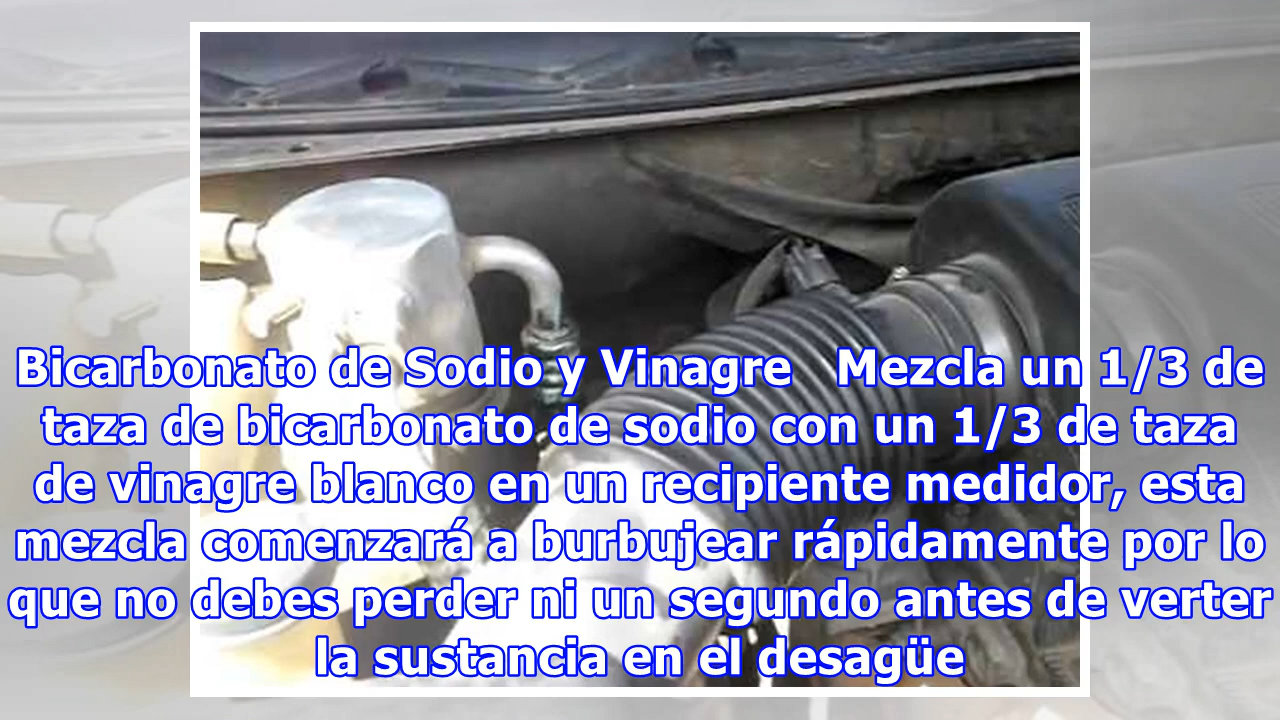 Bicarbonato de Sodio y Vinagre   Mezcla un 1/3 de
taza de bicarbonato de sodio con un 1/3 de taza
de vinagre blanco en un recipiente medidor, esta
mezcla comenzará a burbujear rápidamente por lo
que no debes perder ni un segundo antes de verter
la sustancia en el desagüe